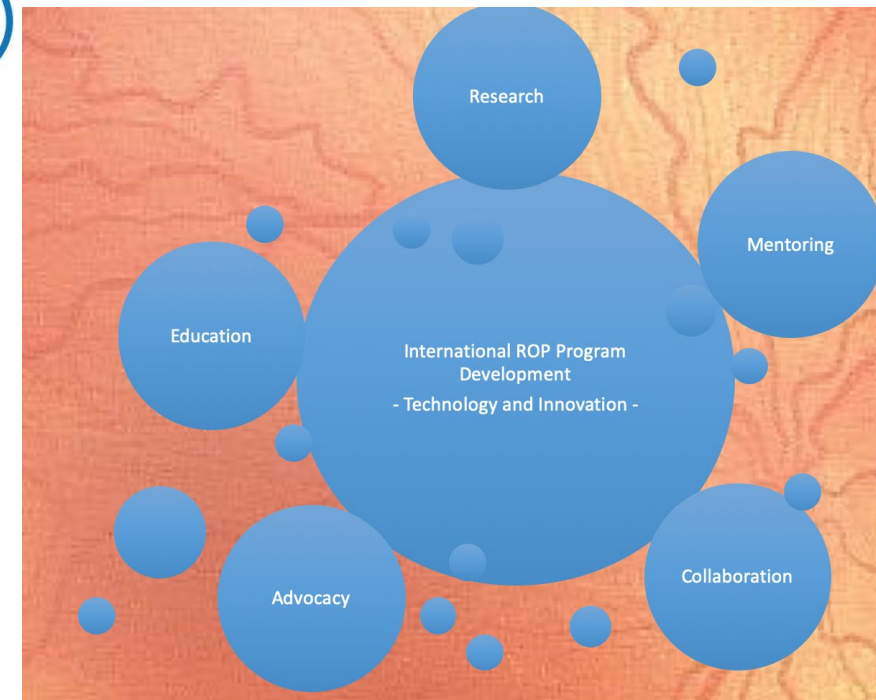 Research
Mentoring
Education
International ROP Program
Development
- Technology and Innovation -
Collaboration
Advocacy